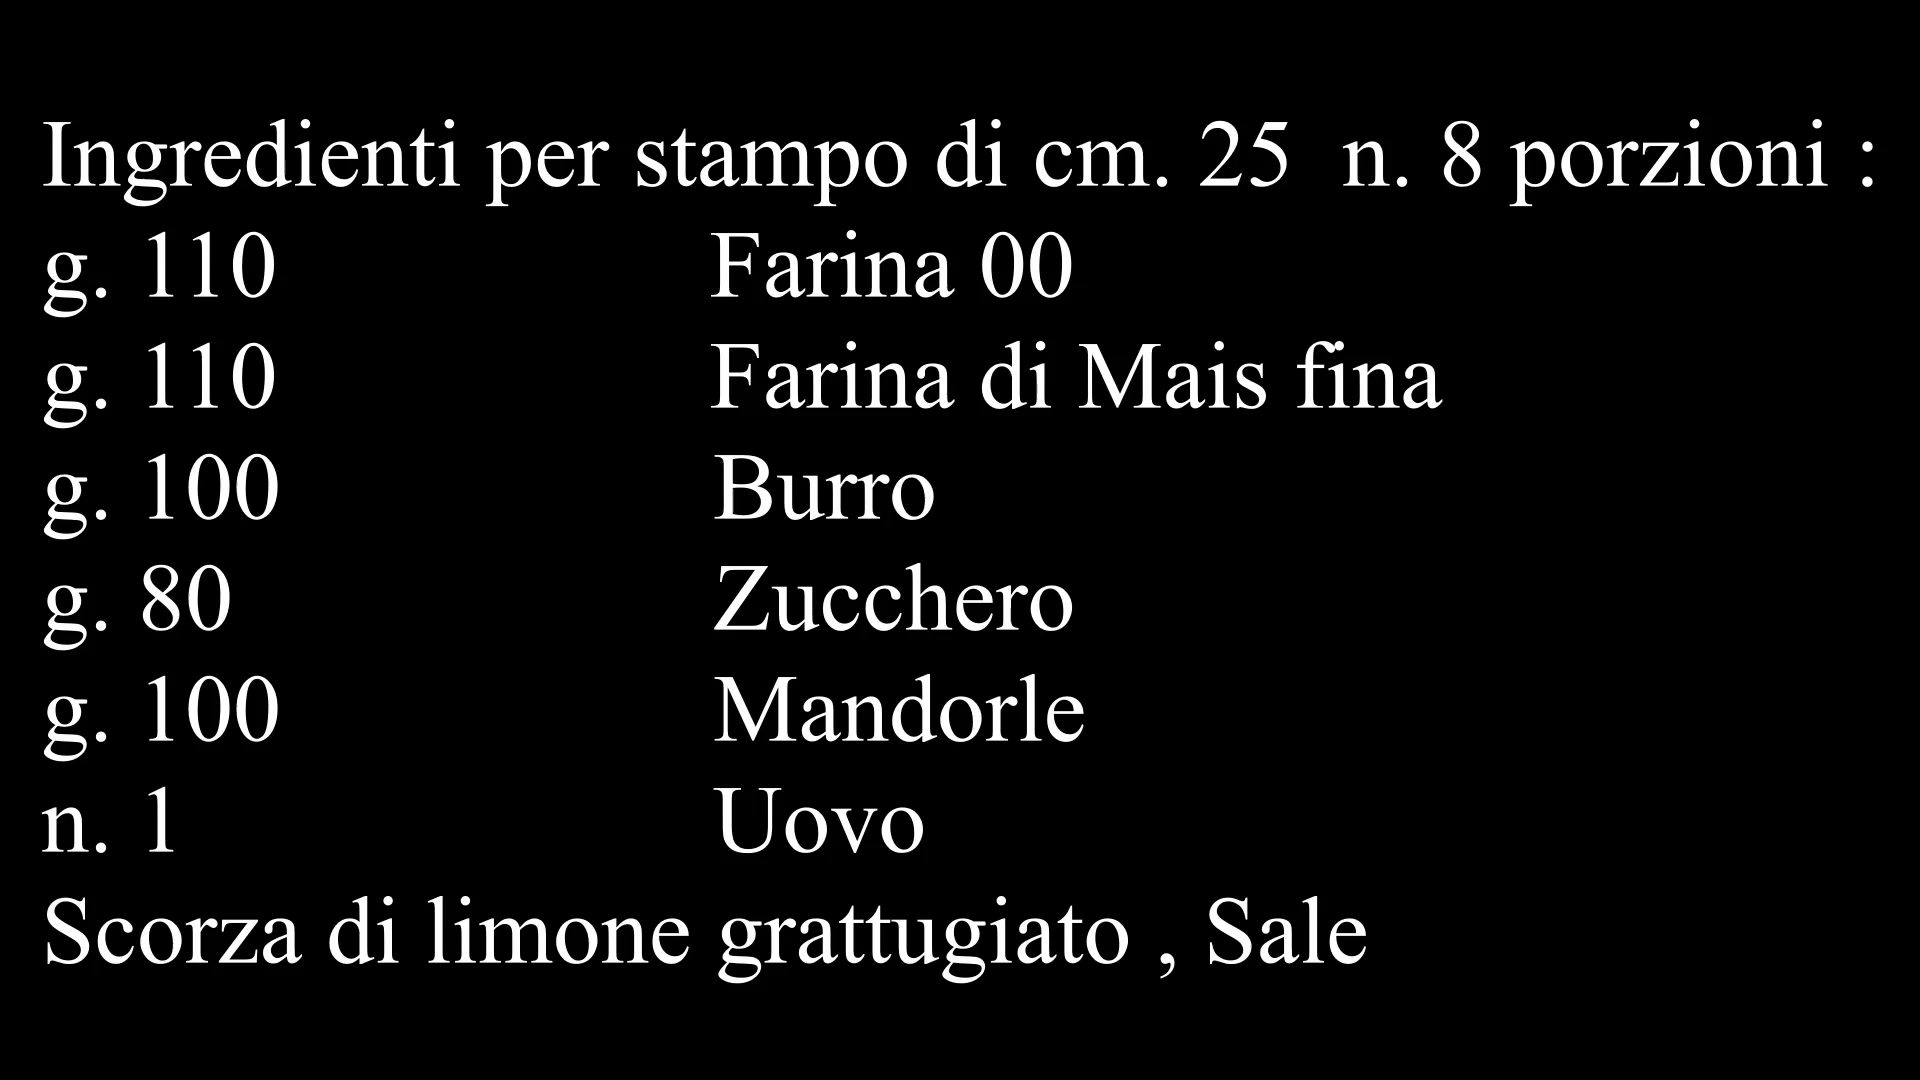 Ingredienti per stampo di cm. 25 n. 8 porzioni :
g. 110 Farina 00
g. 110 Farina di Mais fina
g. 100 Burro
g. 80 Zucchero
g. 100 Mandorle
n. 1 Uovo
Scorza di limone grattugiato , Sale